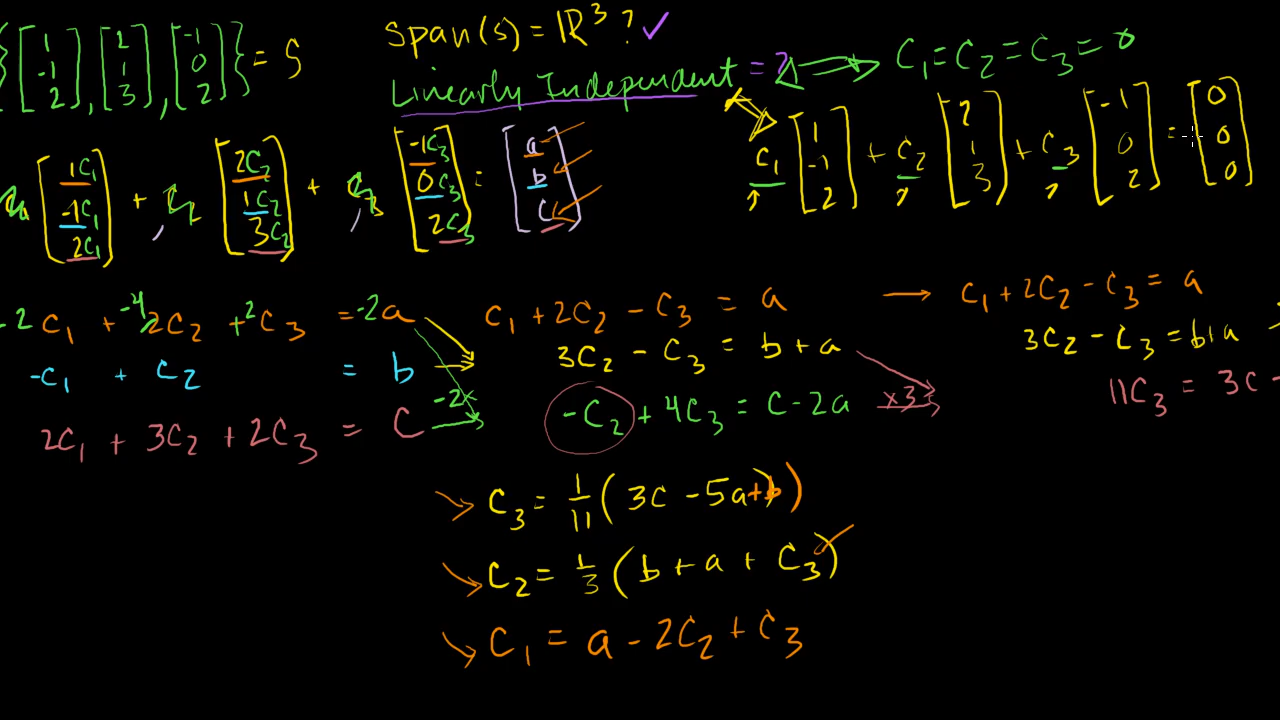 {[1 -1 2], [2 1 3], [-1 0 2]} = S
Span(s) = ℝ³ ? ✓
Linearly Independent = ? → C₁ = C₂ = C₃ = 0
C₁[1 -1 2] + C₂[2 1 3] + C₃[-1 0 2] = [0 0 0]
[1C₁ -1C₁ 2C₁] + [2C₂ 1C₂ 3C₂] + [-1C₃ 0C₃ 2C₃] = [a b c]
-2 C₁ + -4 2C₂ + 2 C₃ = -2a
-C₁ + C₂ = b
2C₁ + 3C₂ + 2C₃ = C
-2x
C₁ + 2C₂ - C₃ = a
3C₂ - C₃ = b + a
-C₂ + 4C₃ = C - 2a
x3
→ C₁ + 2C₂ - C₃ = a
3C₂ - C₃ = b + a
11C₃ = 3C -
C₃ = 1/11 (3C - 5a + b)
C₂ = 1/3 (b + a + C₃)
C₁ = a - 2C₂ + C₃